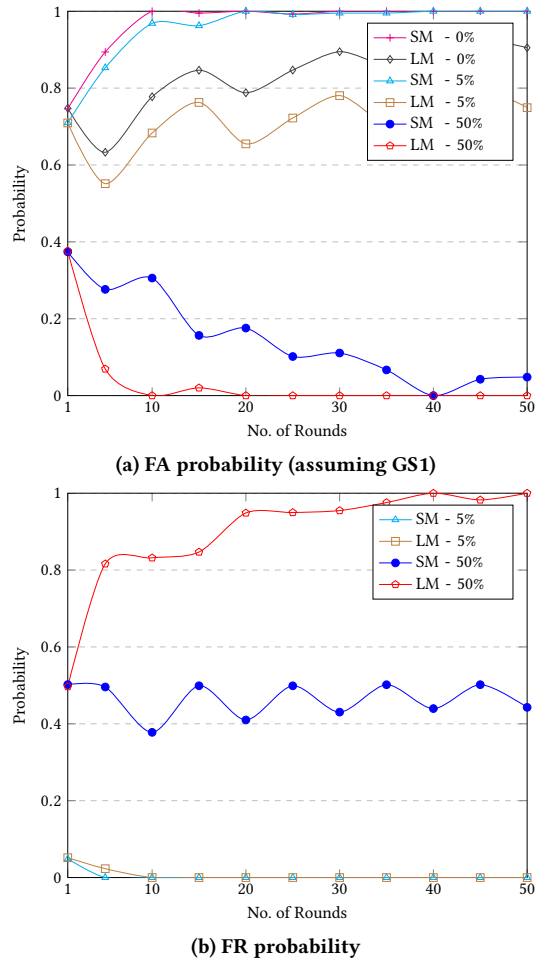 1
0.8
0.6
0.4
0.2
0
Probability
SM - 0%
LM - 0%
SM - 5%
LM - 5%
SM - 50%
LM - 50%
1 10 20 30 40 50
No. of Rounds
(a) FA probability (assuming GS1)
1
0.8
0.6
0.4
0.2
0
Probability
SM - 5%
LM - 5%
SM - 50%
LM - 50%
1 10 20 30 40 50
No. of Rounds
(b) FR probability